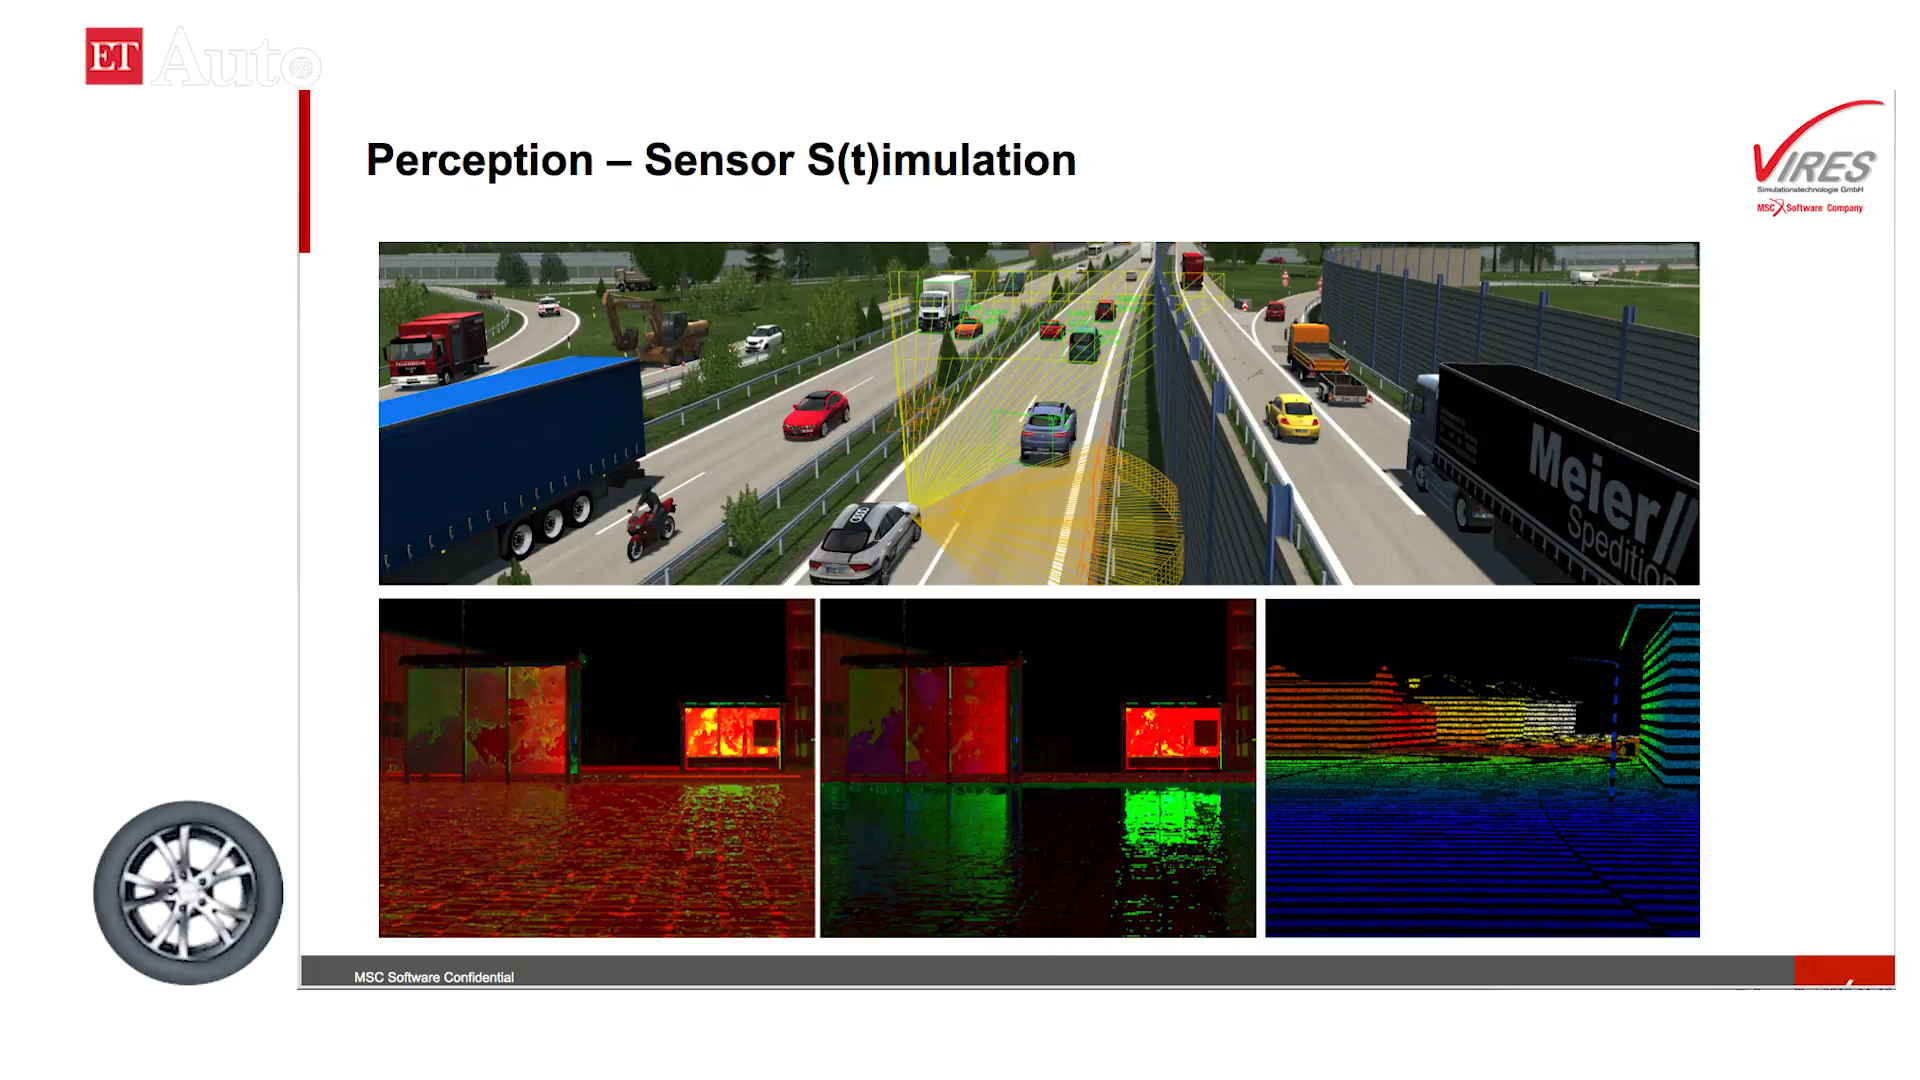 ET Auto
Perception – Sensor S(t)imulation
VIRES
Simulationstechnologie GmbH
MSC Software Company
Meier//
Spedition
MSC Software Confidential